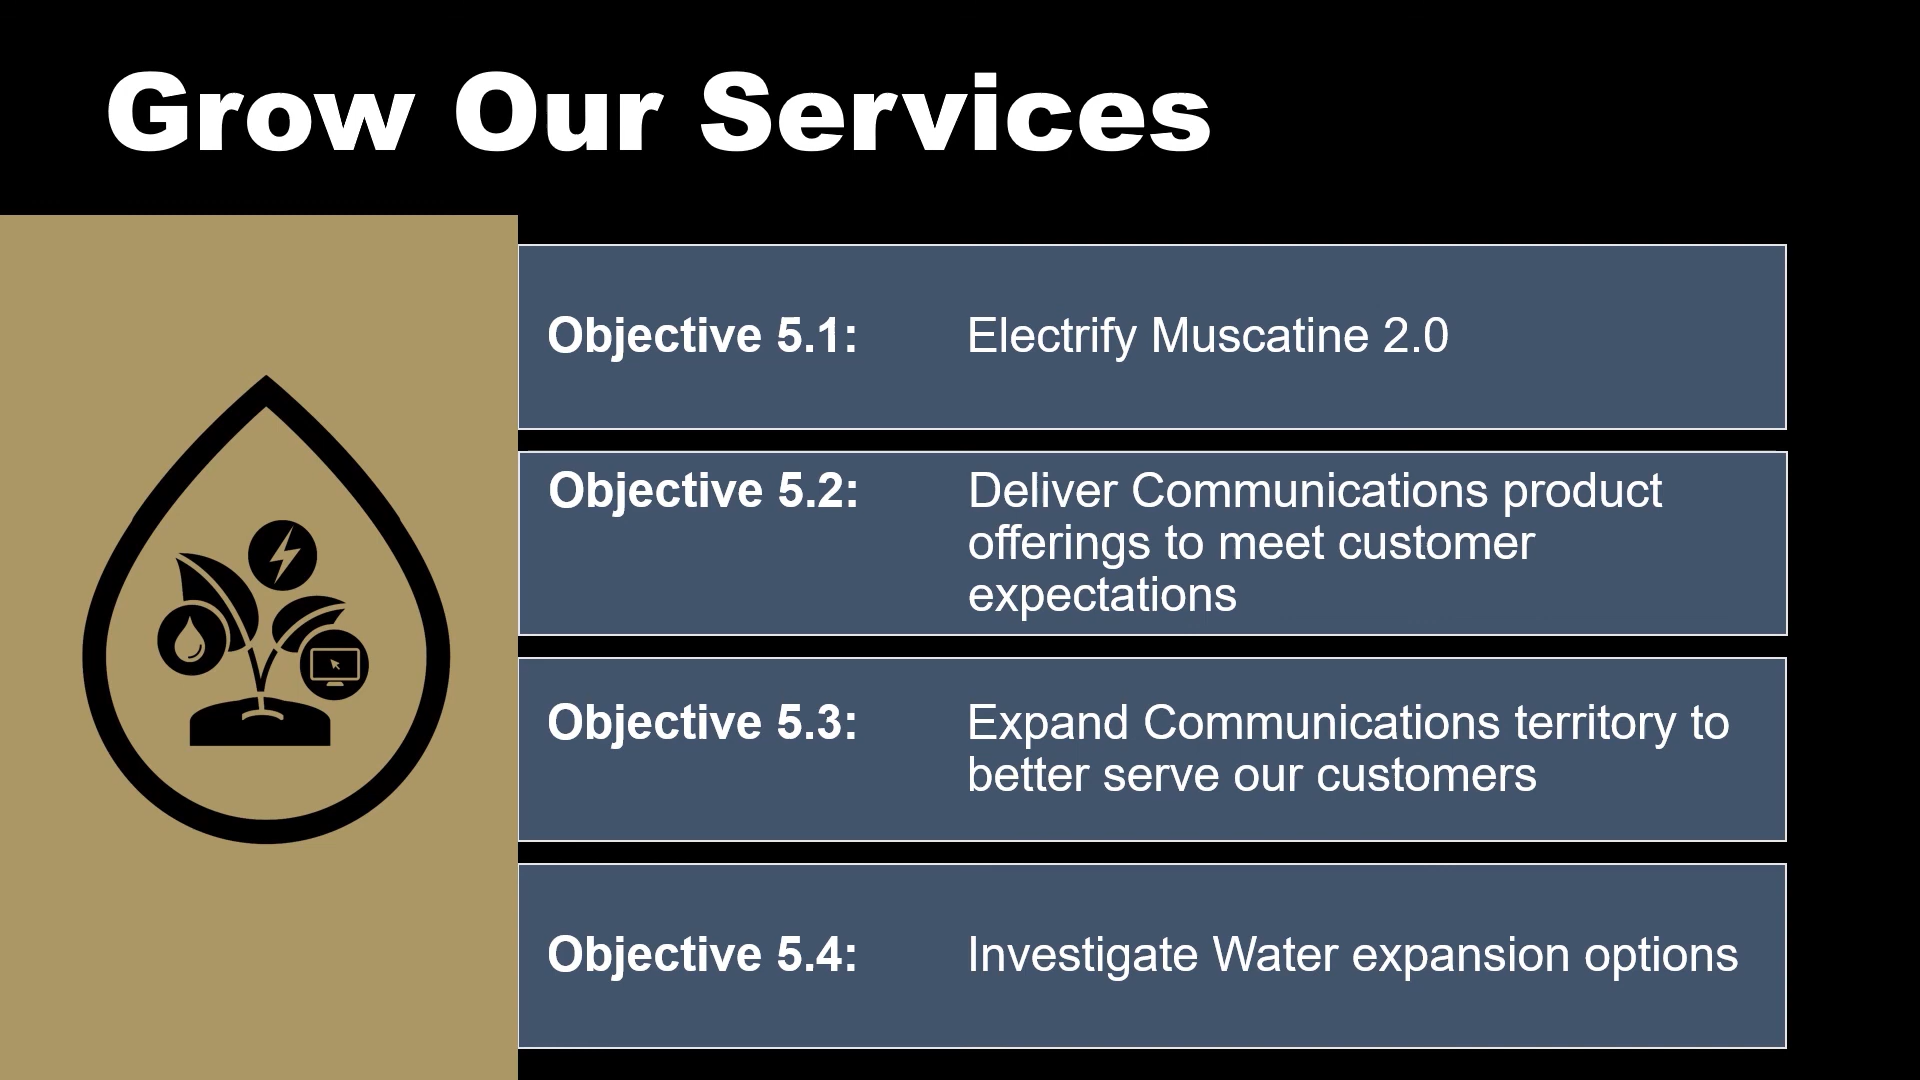 Grow Our Services
Objective 5.1: Electrify Muscatine 2.0
Objective 5.2: Deliver Communications product
offerings to meet customer
expectations
Objective 5.3: Expand Communications territory to
better serve our customers
Objective 5.4: Investigate Water expansion options